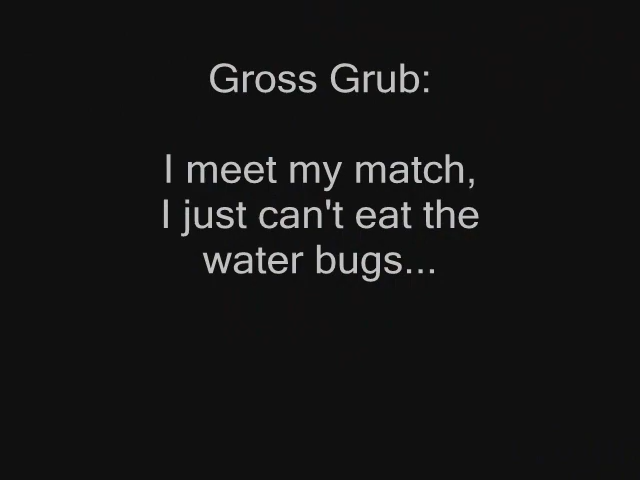 Gross Grub:
I meet my match,
I just can't eat the
water bugs...